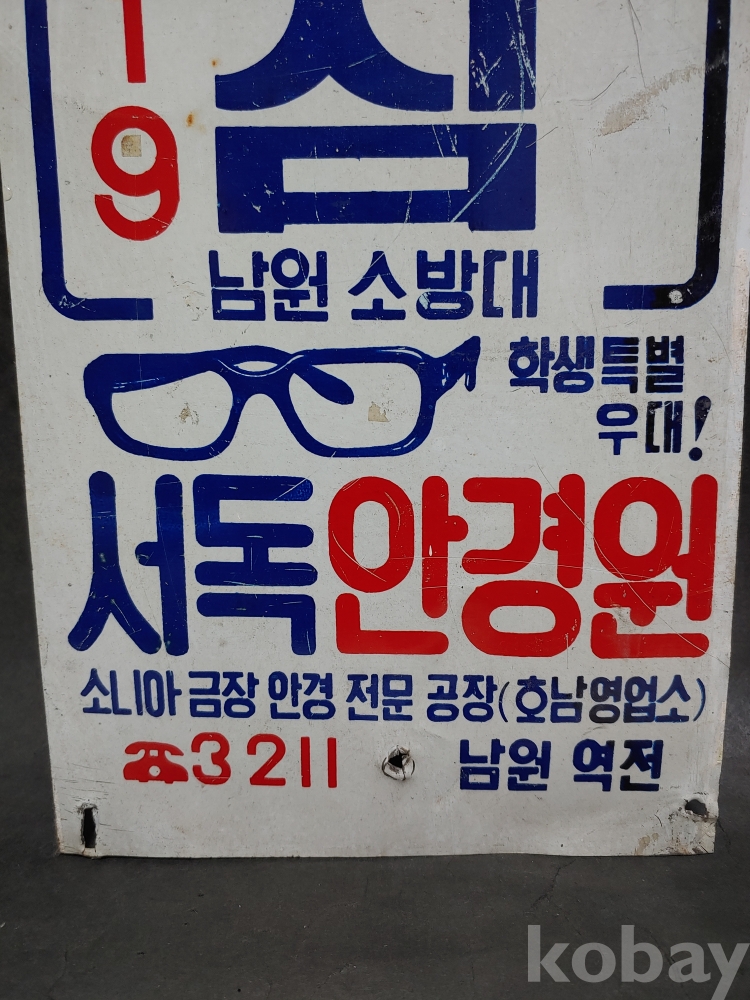 19
남원 소방대
학생특별
우대!
서독안경원
소니아 금장 안경 전문 공장(호남영업소)
☎3211 남원 역전
kobay